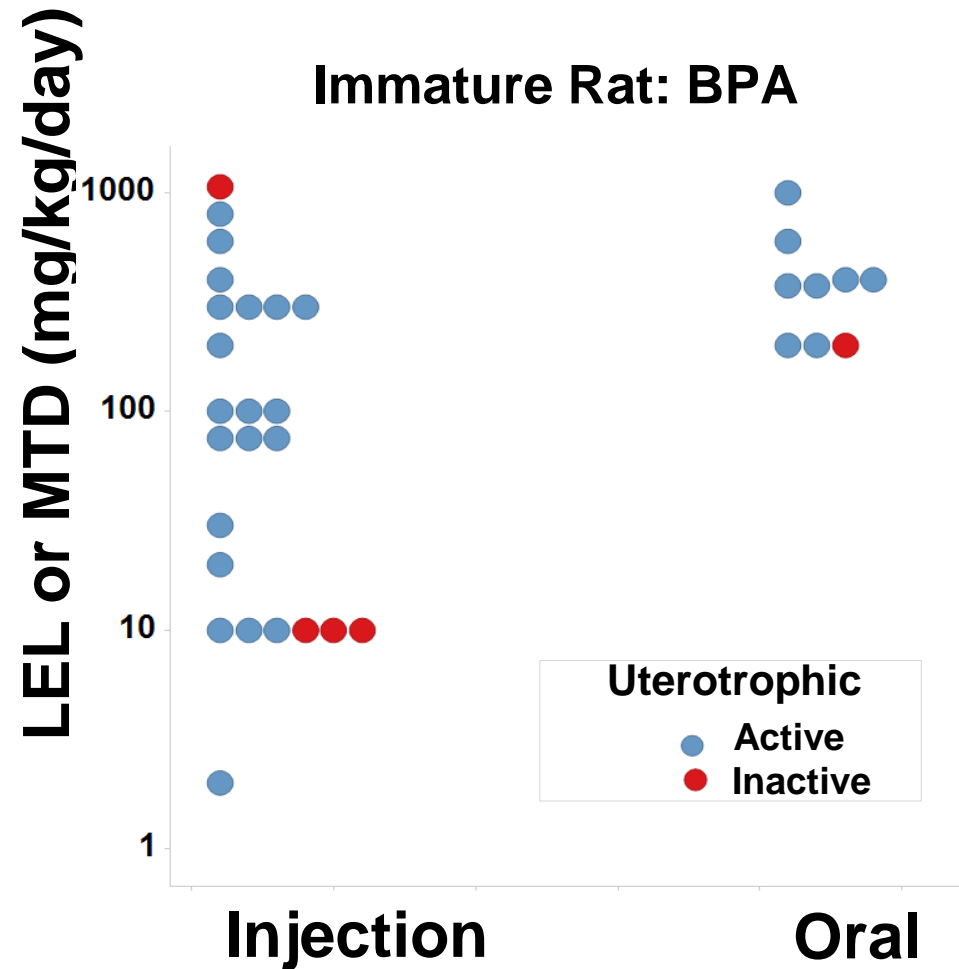 Immature Rat: BPA
LEL or MTD (mg/kg/day)
1000
100
10
1
Uterotrophic
Active
Inactive
Injection
Oral